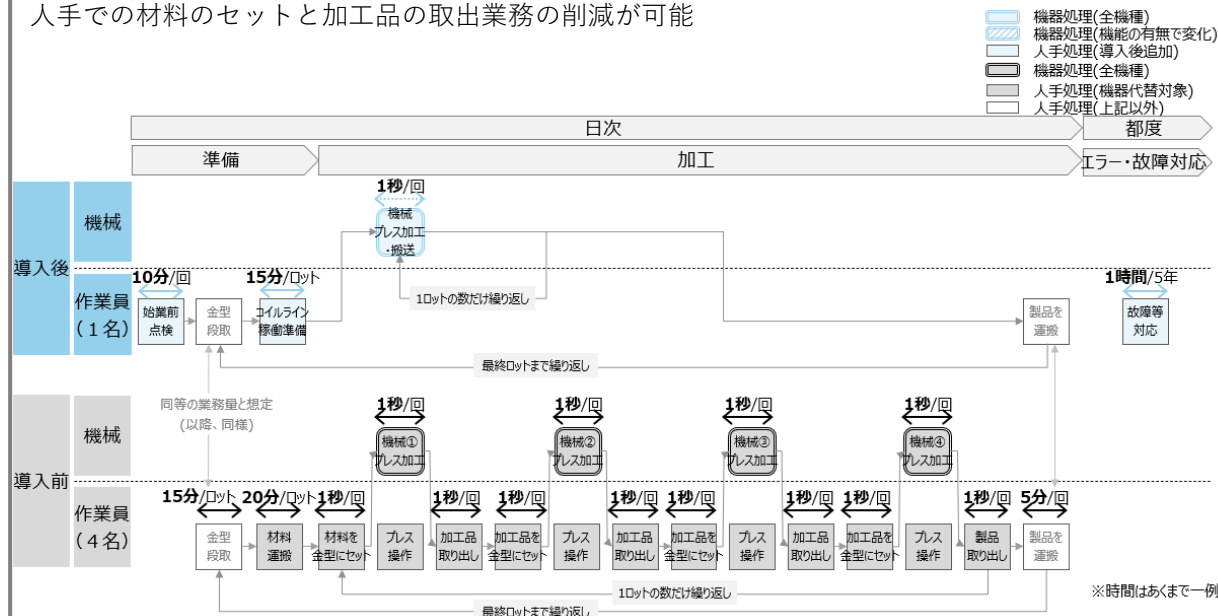 人手での材料のセットと加工品の取出業務の削減が可能
機器処理(全機種)
機器処理(機能の有無で変化)
人手処理(導入後追加)
機器処理(全機種)
人手処理(機器代替対象)
人手処理(上記以外)
日次
都度
準備
加工
エラー・故障対応
導入後
機械
1秒/回
機械
プレス加工
・搬送
作業員
(1名)
10分/回
始業前
点検
金型
段取
15分/ロット
コイルライン
稼働準備
1ロットの数だけ繰り返し
製品を
運搬
1時間/5年
故障等
対応
最終ロットまで繰り返し
同等の業務量と想定
(以降、同様)
導入前
機械
1秒/回
機械①
プレス加工
1秒/回
機械②
プレス加工
1秒/回
機械③
プレス加工
1秒/回
機械④
プレス加工
作業員
(4名)
15分/ロット
20分/ロット
1秒/回
1秒/回
1秒/回
1秒/回
1秒/回
1秒/回
1秒/回
1秒/回
5分/回
金型
段取
材料
運搬
材料を
金型にセット
プレス
操作
加工品
取り出し
加工品を
金型にセット
プレス
操作
加工品
取り出し
加工品を
金型にセット
プレス
操作
加工品
取り出し
加工品を
金型にセット
プレス
操作
製品
取り出し
製品を
運搬
1ロットの数だけ繰り返し
最終ロットまで繰り返し
※時間はあくまで一例